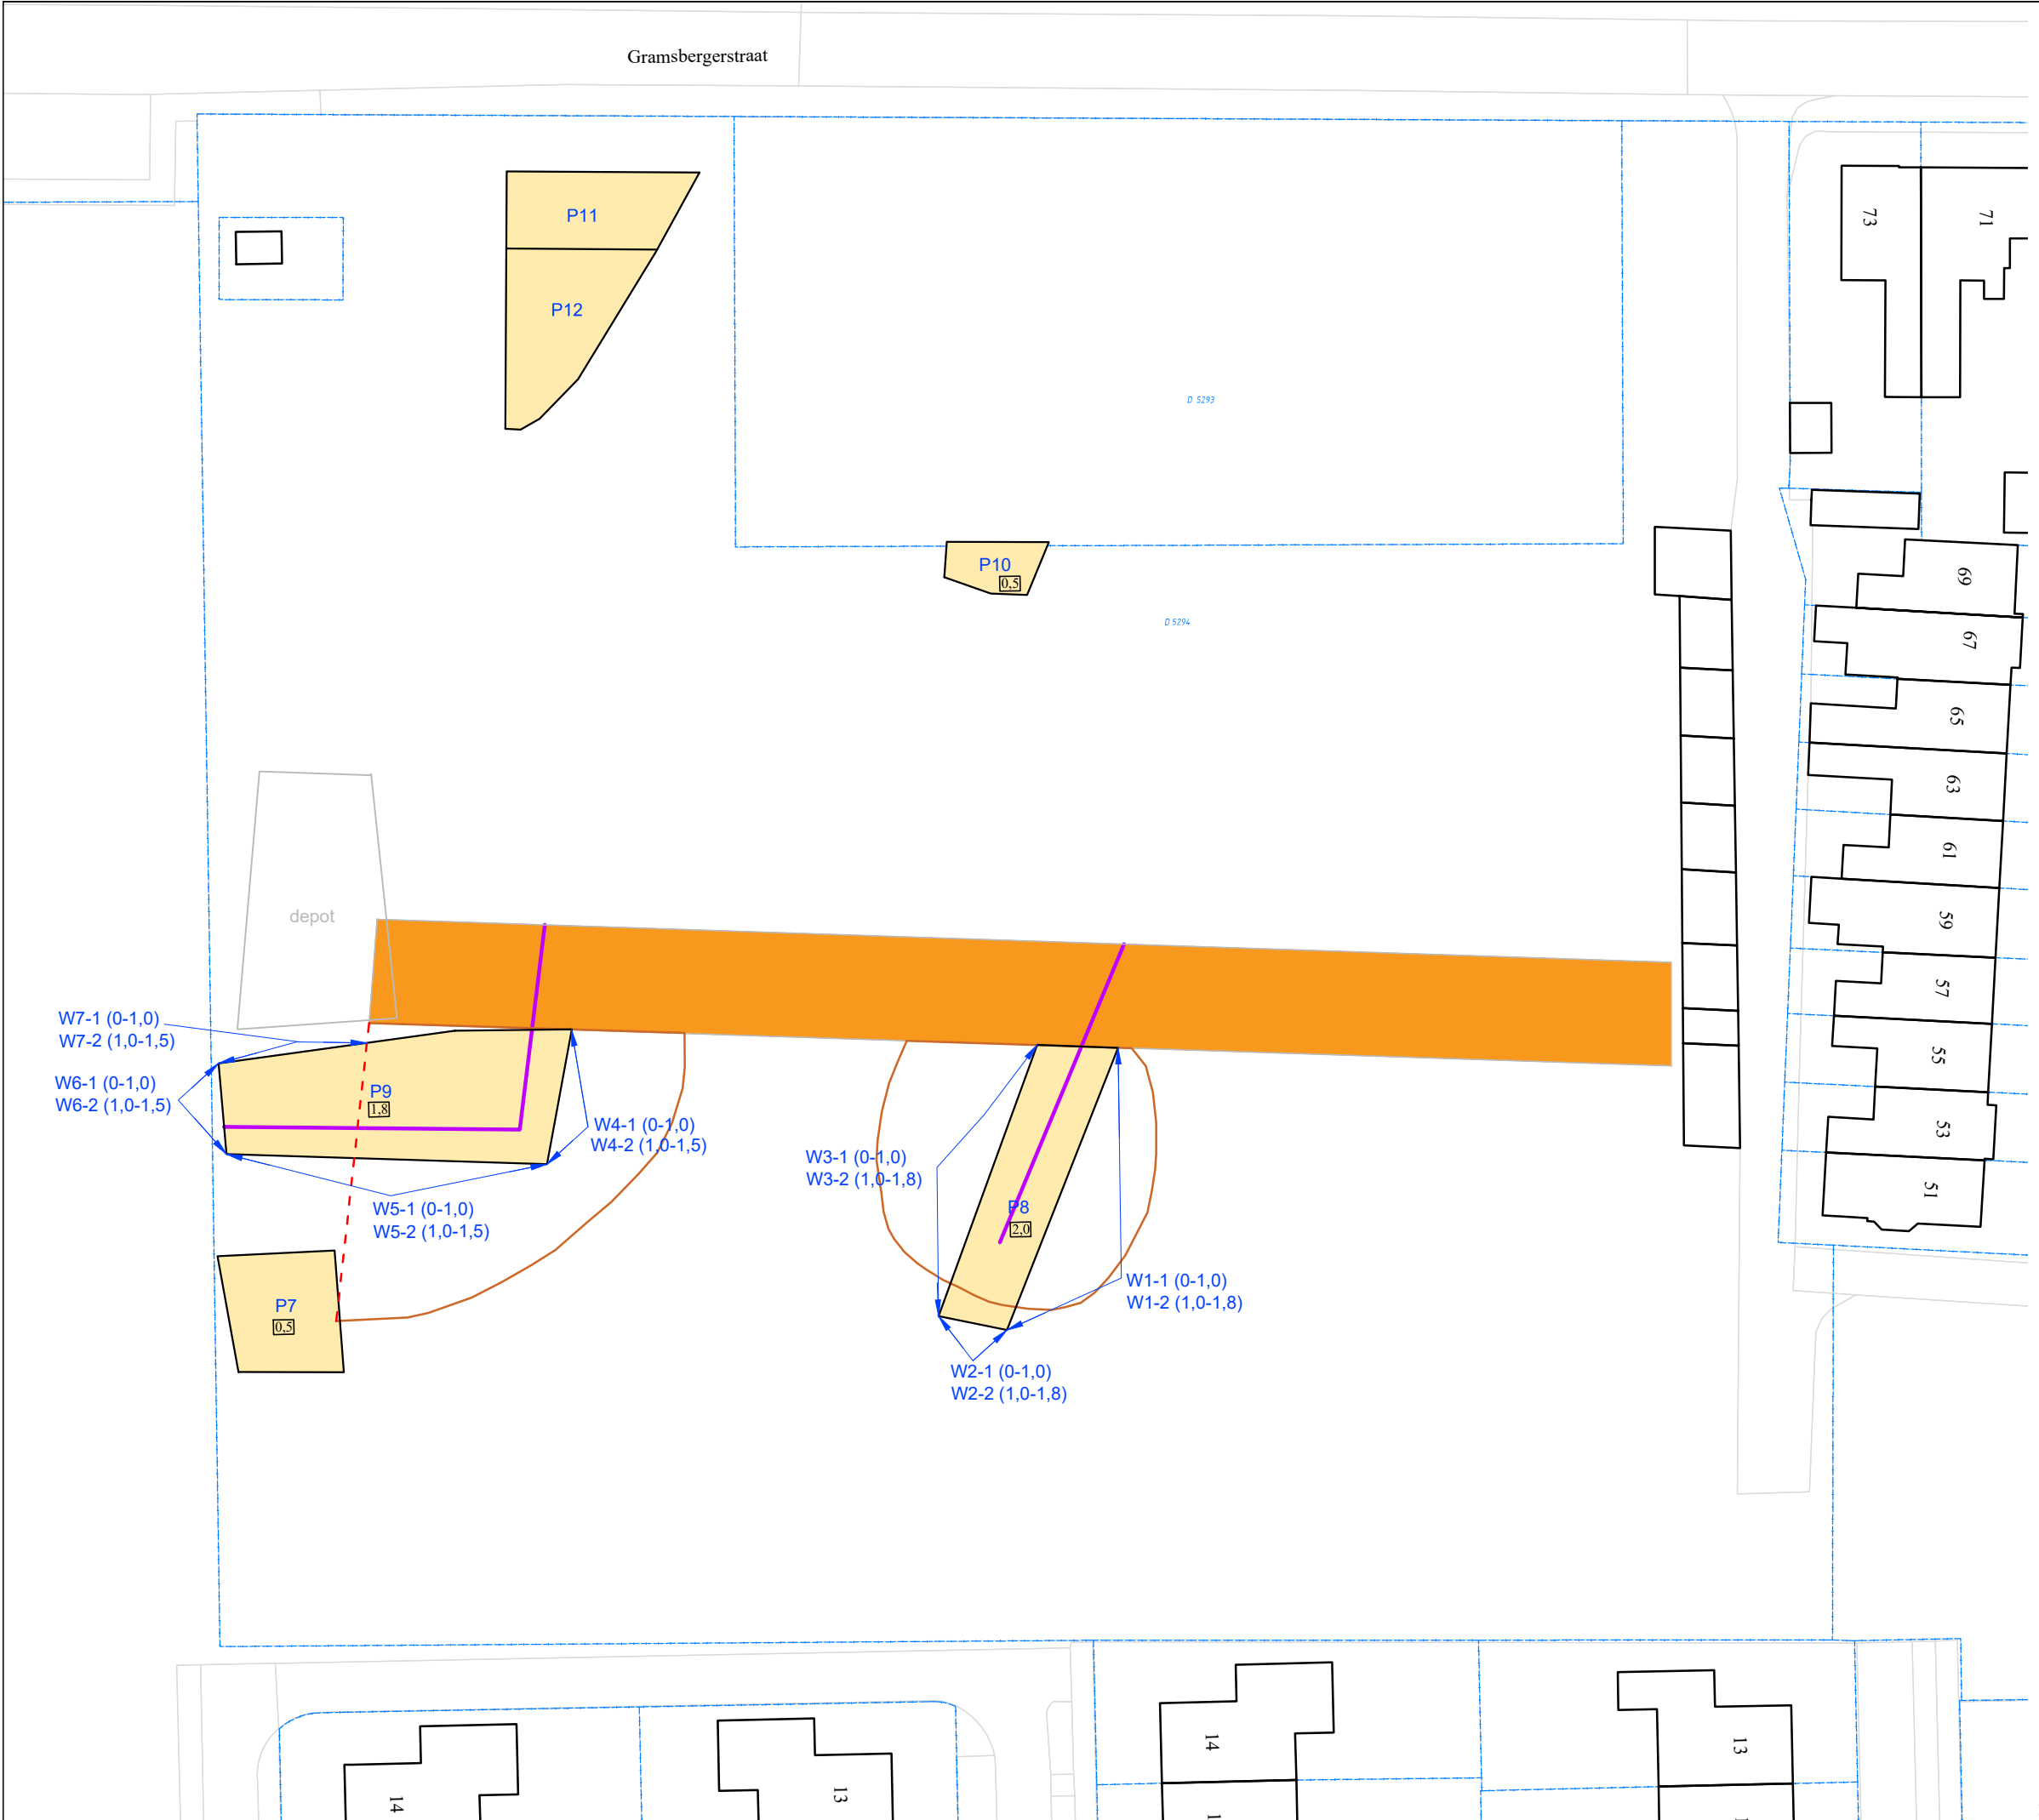 Gramsbergerstraat
P11
73
71
P12
D 5293
P10
0,5
69
D 5294
67
65
63
61
depot
59
57
W7-1 (0-1,0)
W7-2 (1,0-1,5)
55
W6-1 (0-1,0)
W6-2 (1,0-1,5)
P9
1,8
W4-1 (0-1,0)
W4-2 (1,0-1,5)
53
W3-1 (0-1,0)
W3-2 (1,0-1,8)
51
P8
2,0
W5-1 (0-1,0)
W5-2 (1,0-1,5)
W1-1 (0-1,0)
W1-2 (1,0-1,8)
P7
0,5
W2-1 (0-1,0)
W2-2 (1,0-1,8)
14
13
14
13